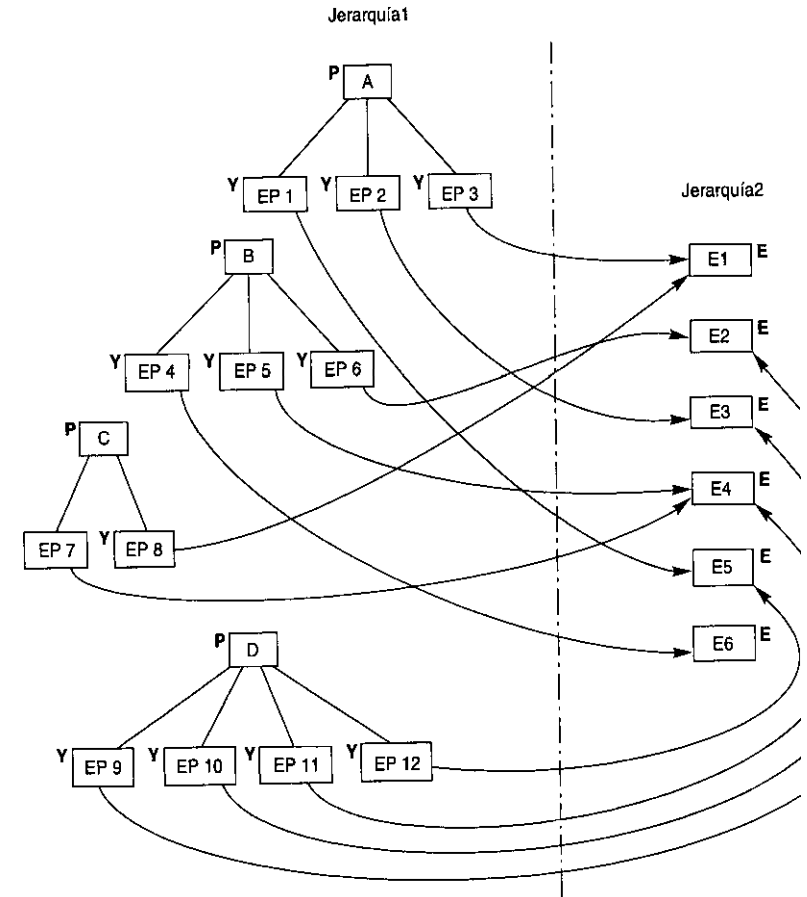 Jerarquía1
P A
Y EP 1 Y EP 2 Y EP 3
Jerarquía2
P B
E1 E
E2 E
Y EP 4 Y EP 5 Y EP 6
E3 E
P C
E4 E
EP 7 Y EP 8
E5 E
E6 E
P D
Y EP 9 Y EP 10 Y EP 11 Y EP 12